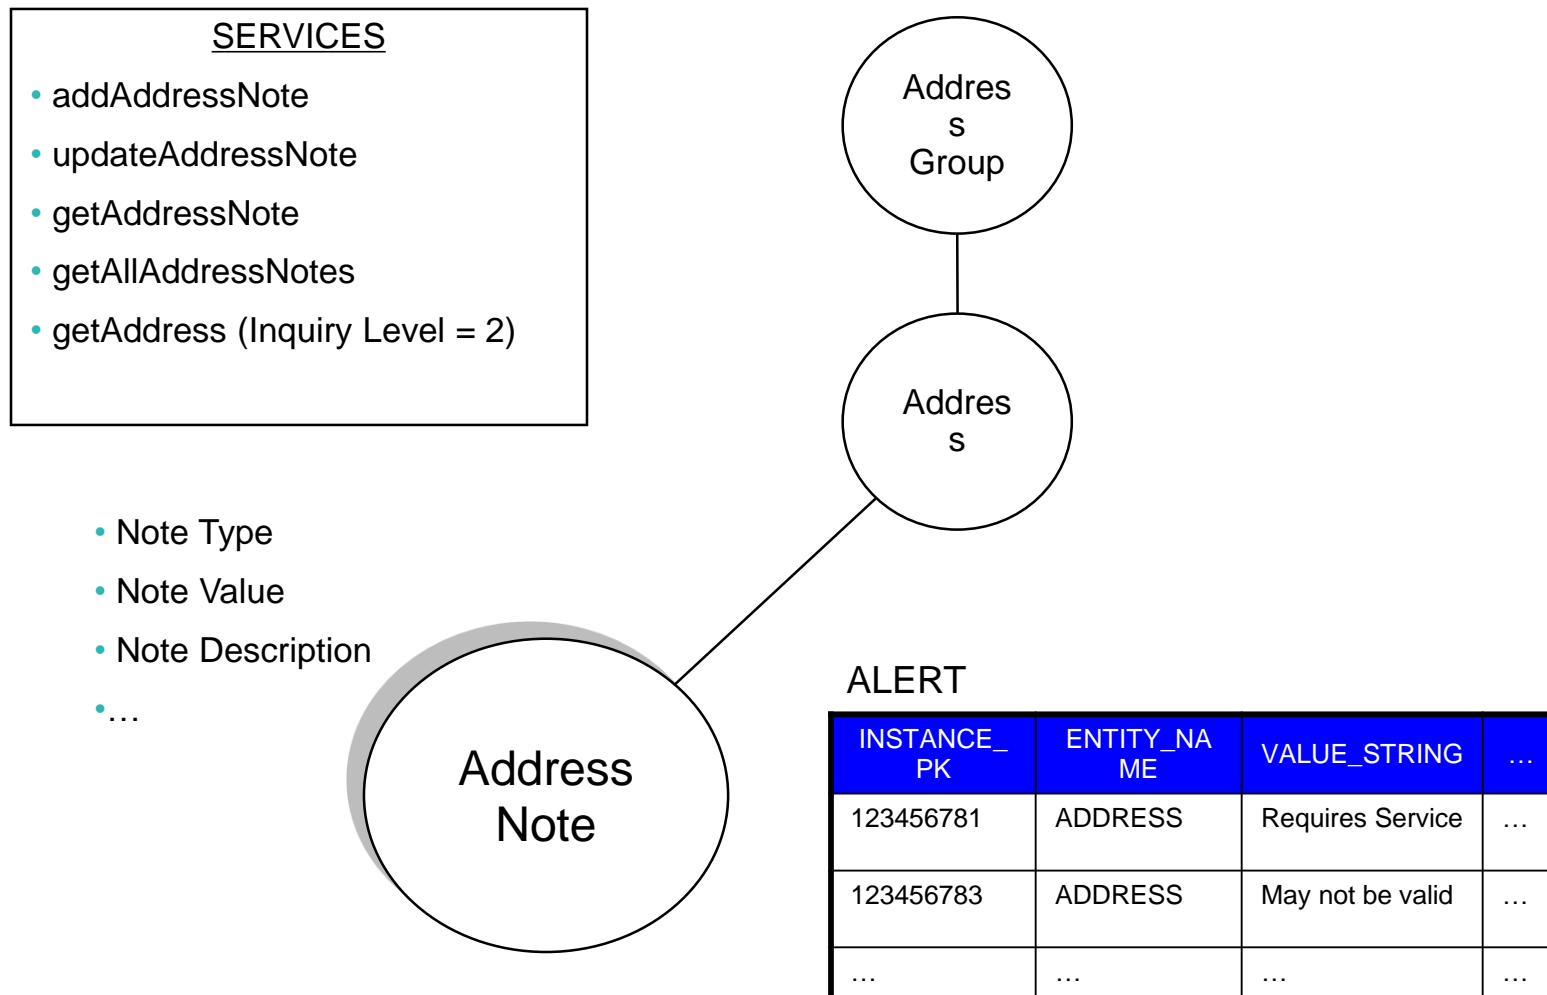 SERVICES
• addAddressNote
• updateAddressNote
• getAddressNote
• getAllAddressNotes
• getAddress (Inquiry Level = 2)
Addres
s
Group
Addres
s
• Note Type
• Note Value
• Note Description
•…
Address
Note
ALERT
INSTANCE_
PK
ENTITY_NA
ME
VALUE_STRING
…
123456781 ADDRESS Requires Service …
123456783 ADDRESS May not be valid …
… … … …